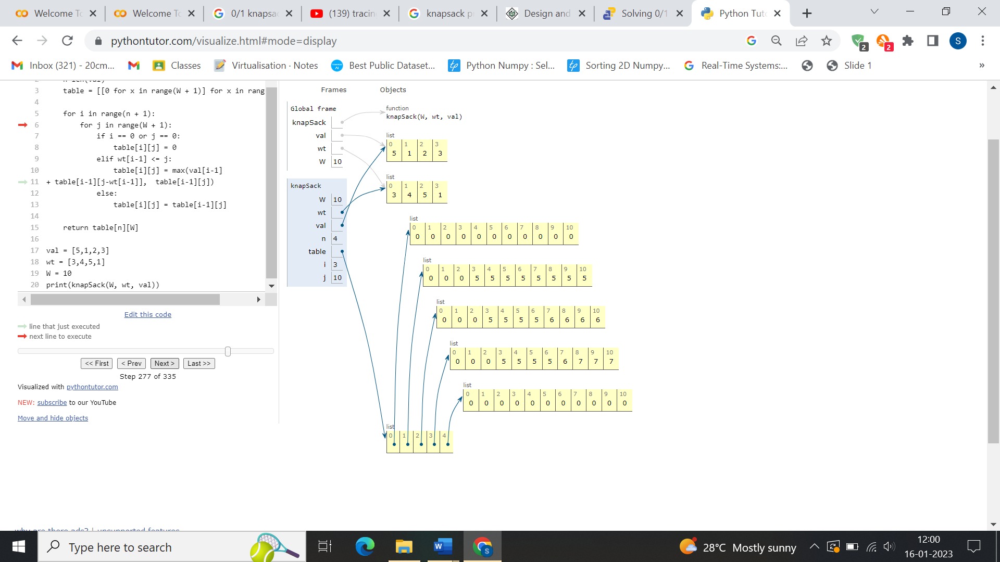 Welcome To
Welcome To
0/1 knapsac
(139) tracin
knapsack pr
Design and
Solving 0/1
Python Tuto
pythontutor.com/visualize.html#mode=display
2
2
S
Inbox (321) - 20cm...
Classes
Virtualisation · Notes
Best Public Dataset...
Python Numpy : Sel...
Sorting 2D Numpy...
Real-Time Systems:...
Slide 1
»
3 table = [[0 for x in range(W + 1)] for x in rang
4
5 for i in range(n + 1):
6 for j in range(W + 1):
7 if i == 0 or j == 0:
8 table[i][j] = 0
9 elif wt[i-1] <= j:
10 table[i][j] = max(val[i-1]
11 + table[i-1][j-wt[i-1]],  table[i-1][j])
12 else:
13 table[i][j] = table[i-1][j]
14
15 return table[n][W]
16
17 val = [5,1,2,3]
18 wt = [3,4,5,1]
19 W = 10
20 print(knapSack(W, wt, val))
Edit this code
line that just executed
next line to execute
<< First < Prev Next > Last >>
Step 277 of 335
Visualized with pythontutor.com
NEW: subscribe to our YouTube
Move and hide objects
why are there ads? | unsupported features
Frames Objects
Global frame
knapSack
val
wt
W 10
knapSack
W 10
wt
val
n 4
table
i 3
j 10
function
knapSack(W, wt, val)
list
0 1 2 3
5 1 2 3
list
0 1 2 3
3 4 5 1
list
0 1 2 3 4 5 6 7 8 9 10
0 0 0 0 0 0 0 0 0 0 0
list
0 1 2 3 4 5 6 7 8 9 10
0 0 0 5 5 5 5 5 5 5 5
list
0 1 2 3 4 5 6 7 8 9 10
0 0 0 5 5 5 5 6 6 6 6
list
0 1 2 3 4 5 6 7 8 9 10
0 0 0 5 5 5 5 6 7 7 7
list
0 1 2 3 4 5 6 7 8 9 10
0 0 0 0 0 0 0 0 0 0 0
list
0 1 2 3 4
Type here to search
28°C Mostly sunny
12:00
16-01-2023